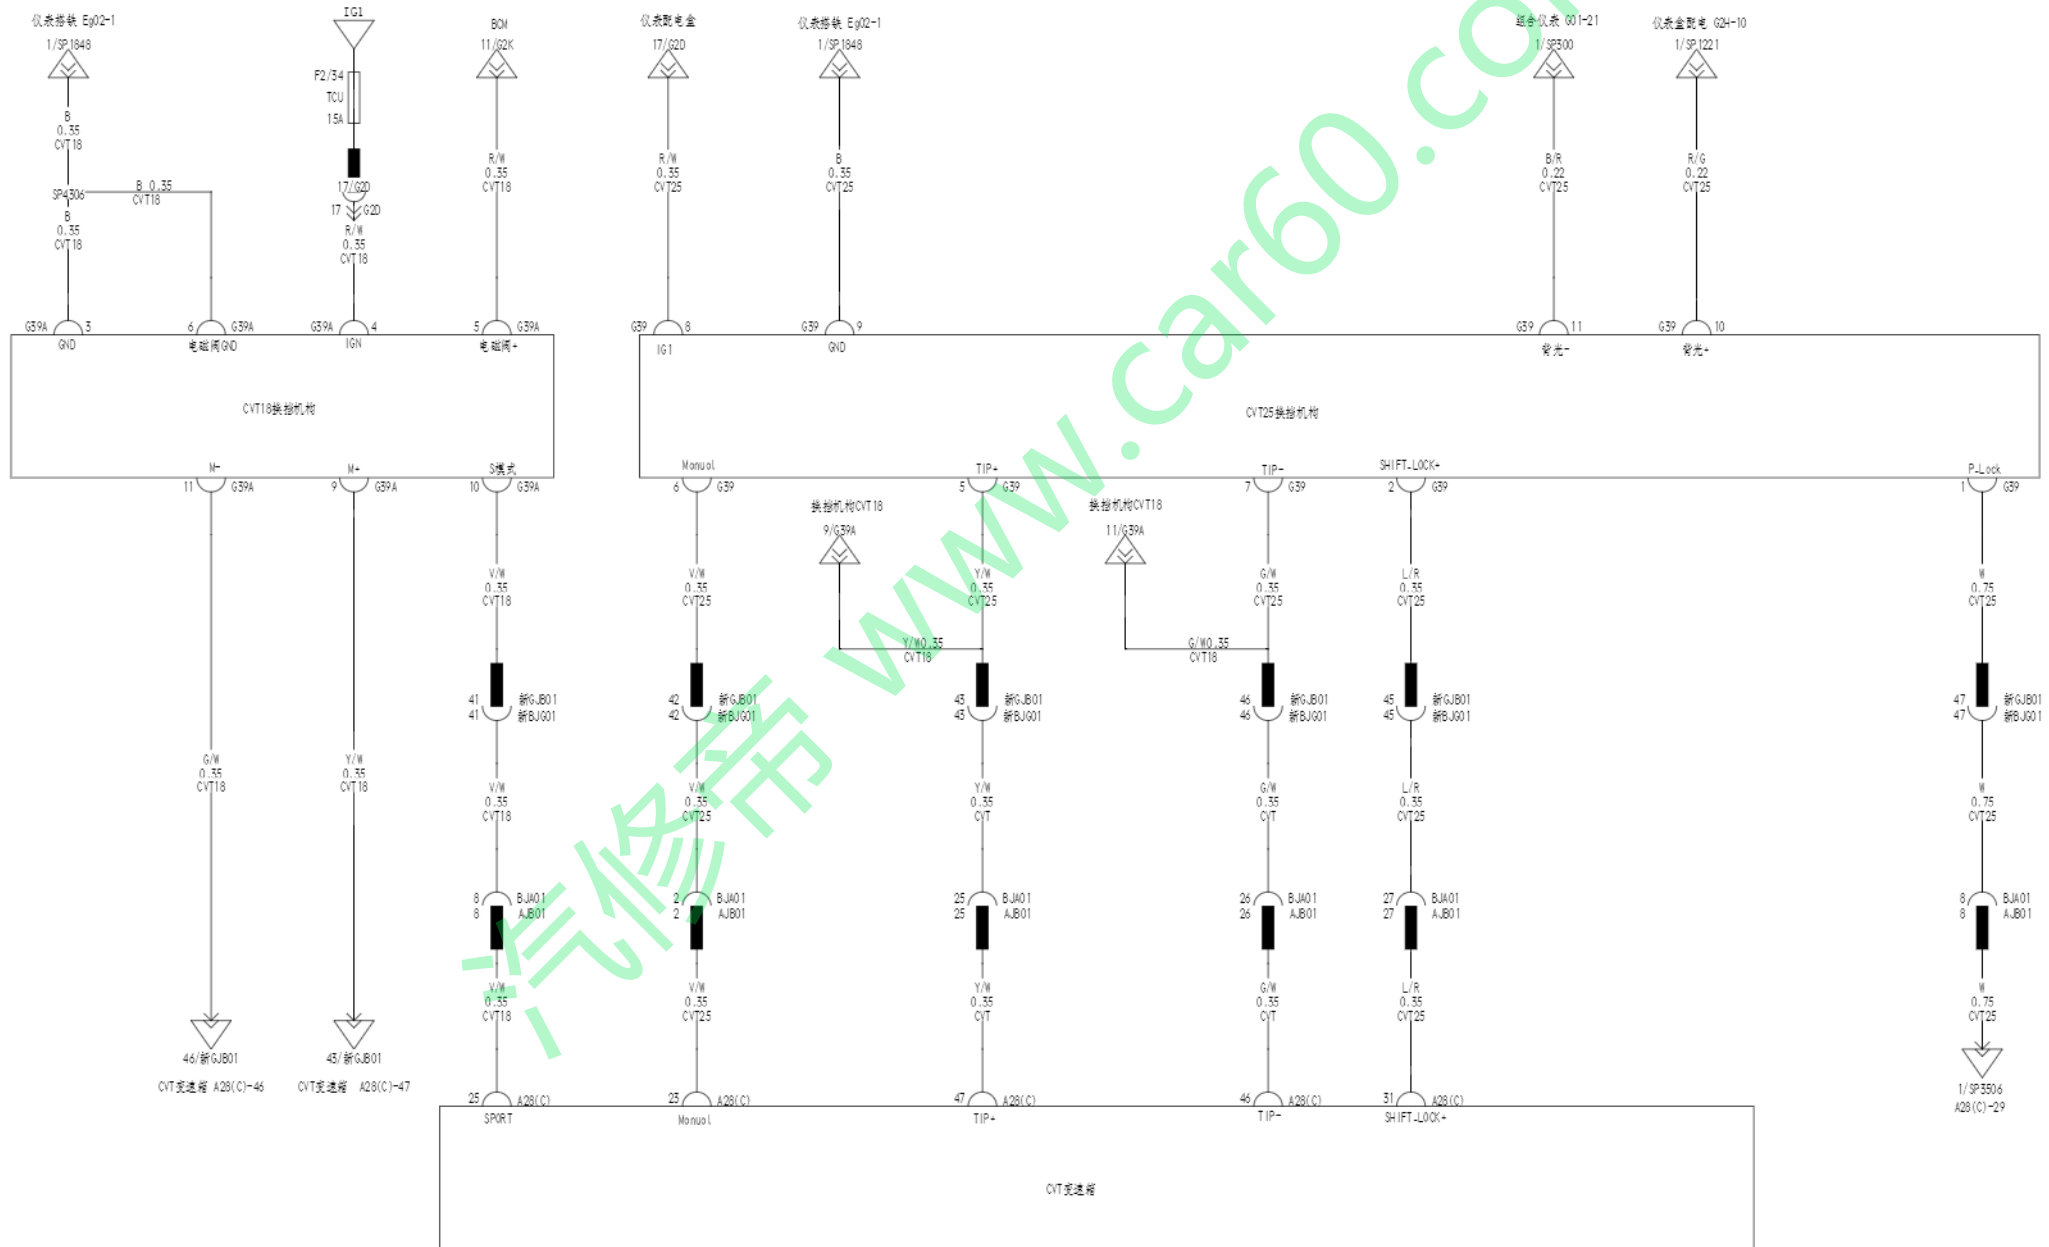 仪表搭铁 Eg02-1
1/SP1848
IG1
BCM
11/G2K
仪表配电盒
17/G2D
仪表搭铁 Eg02-1
1/SP1848
组合仪表 G01-21
1/SP300
仪表盒配电 G2H-10
1/SP1221
F2/34
TCU
15A
B
0.35
CVT18
SP4306
B 0.35
CVT18
B
0.35
CVT18
17/G2D
17 G2D
R/W
0.35
CVT18
R/W
0.35
CVT18
R/W
0.35
CVT25
B
0.35
CVT25
B/R
0.22
CVT25
R/G
0.22
CVT25
G39A 3
6 G39A
G39A 4
5 G39A
G39 8
G39 9
G39 11
G39 10
GND
电磁阀GND
IGN
电磁阀+
IG1
GND
背光-
背光+
CVT18换挡机构
CVT25换挡机构
M-
M+
S模式
Manual
TIP+
TIP-
SHIFT-LOCK+
P-Lock
11 G39A
9 G39A
10 G39A
6 G39
5 G39
7 G39
2 G39
1 G39
换挡机构CVT18
9/G39A
换挡机构CVT18
11/G39A
V/W
0.35
CVT18
V/W
0.35
CVT25
Y/W
0.35
CVT25
G/W
0.35
CVT25
L/R
0.35
CVT25
W
0.75
CVT25
Y/W0.35
CVT18
G/W0.35
CVT18
41 新GJB01
41 新BJG01
42 新GJB01
42 新BJG01
43 新GJB01
43 新BJG01
46 新GJB01
46 新BJG01
45 新GJB01
45 新BJG01
47 新GJB01
47 新BJG01
G/W
0.35
CVT18
Y/W
0.35
CVT18
V/W
0.35
CVT18
V/W
0.35
CVT25
Y/W
0.35
CVT
G/W
0.35
CVT
L/R
0.35
CVT25
W
0.75
CVT25
8 BJA01
8 AJB01
2 BJA01
2 AJB01
25 BJA01
25 AJB01
26 BJA01
26 AJB01
27 BJA01
27 AJB01
8 BJA01
8 AJB01
V/W
0.35
CVT18
V/W
0.35
CVT25
Y/W
0.35
CVT
G/W
0.35
CVT
L/R
0.35
CVT25
W
0.75
CVT25
46/新GJB01
CVT变速箱 A28(C)-46
43/新GJB01
CVT变速箱 A28(C)-47
1/SP3506
A28(C)-29
25 A28(C)
23 A28(C)
47 A28(C)
46 A28(C)
31 A28(C)
SPORT
Manual
TIP+
TIP-
SHIFT-LOCK+
CVT变速箱
汽修帝 www.car60.co